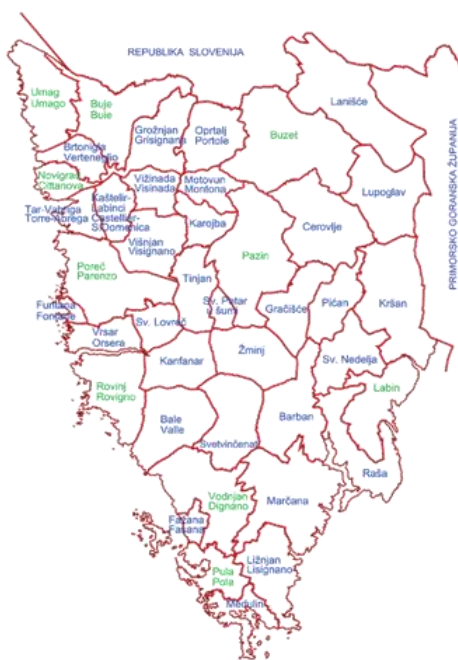 REPUBLIKA SLOVENIJA
PRIMORSKO GORANSKA ŽUPANIJA
Umag
Umago
Buje
Buie
Grožnjan
Grisignana
Oprtalj
Portole
Buzet
Lanišće
Brtonigla
Verteneglio
Novigrad
Cittanova
Vižinada
Visinada
Motovun
Montona
Lupoglav
Tar-Vabriga
Torre-Abrega
Kaštelir-
Labinci
Castellier-
S.Domenica
Karojba
Cerovlje
Višnjan
Visignano
Poreč
Parenzo
Pazin
Tinjan
Sv. Petar
u šumi
Gračišće
Pićan
Kršan
Funtana
Fontane
Vrsar
Orsera
Sv. Lovreč
Kanfanar
Žminj
Sv. Nedelja
Labin
Rovinj
Rovigno
Bale
Valle
Svetvinčenat
Barban
Raša
Vodnjan
Dignano
Marčana
Fažana
Fasana
Ližnjan
Lisignano
Pula
Pola
Medulin